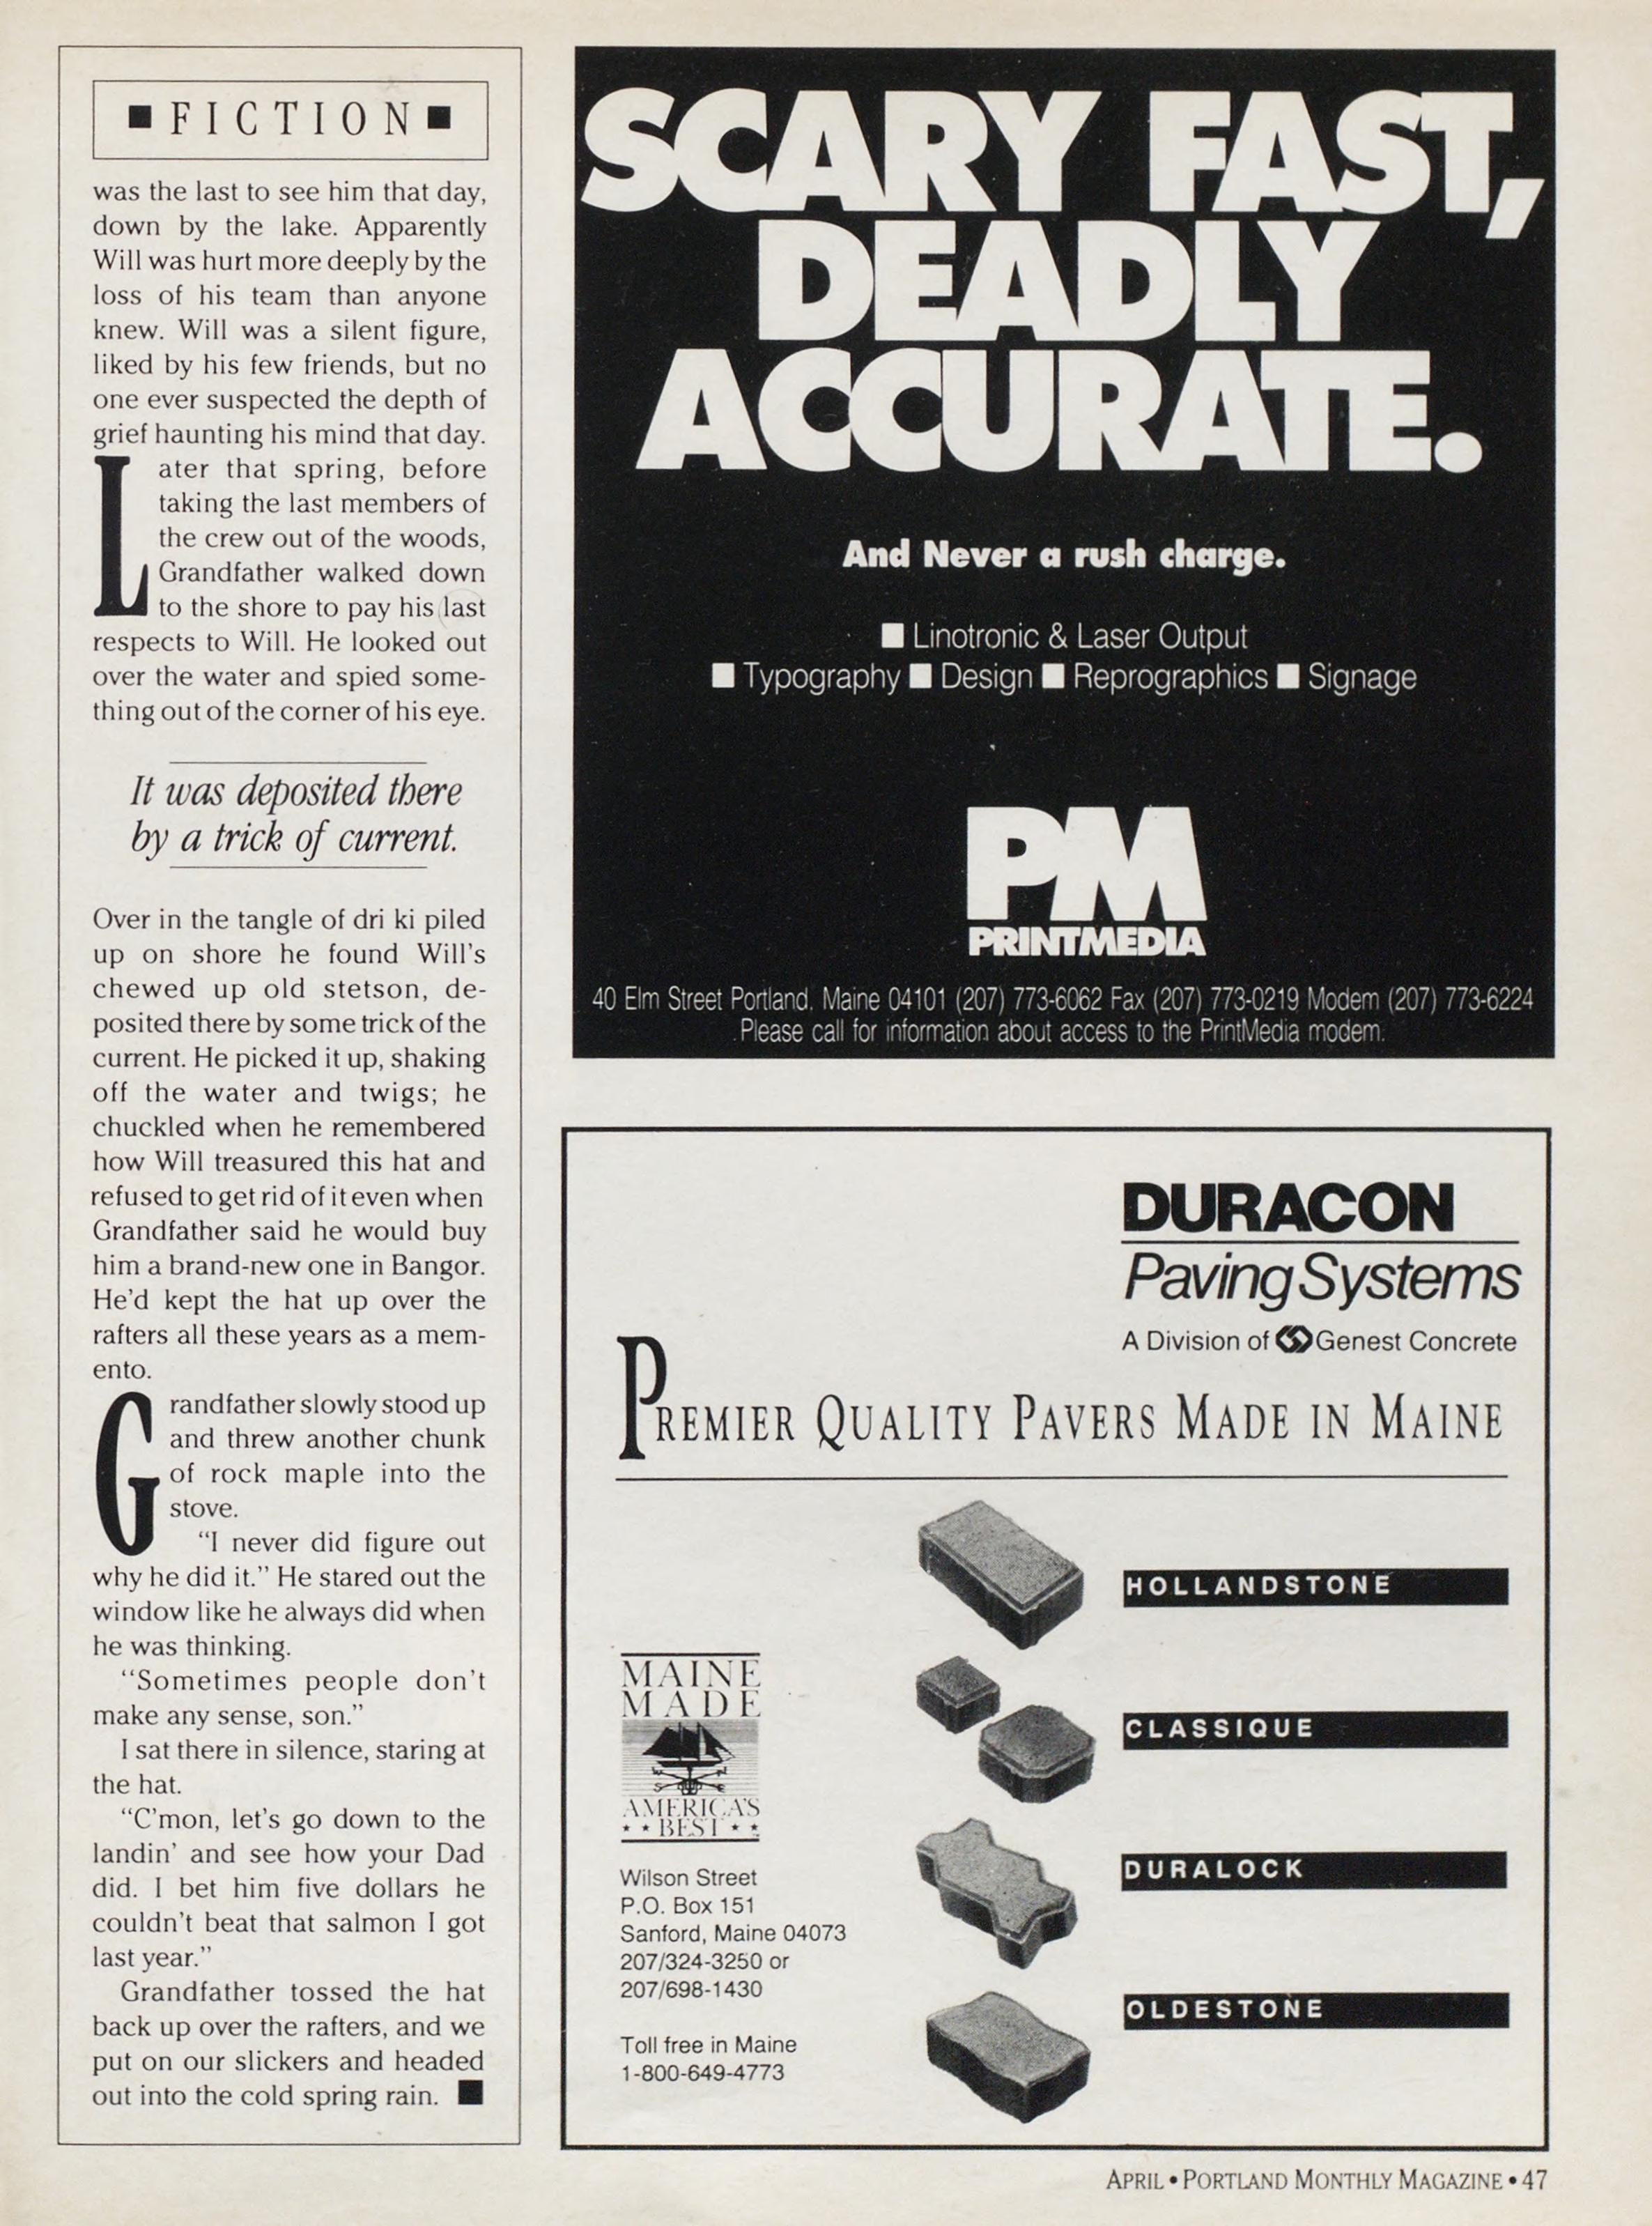 FICTION
was the last to see him that day,
down by the lake. Apparently
Will was hurt more deeply by the
loss of his team than anyone
knew. Will was a silent figure,
liked by his few friends, but no
one ever suspected the depth of
grief haunting his mind that day.
Later that spring, before
taking the last members of
the crew out of the woods,
Grandfather walked down
to the shore to pay his last
respects to Will. He looked out
over the water and spied some-
thing out of the corner of his eye.
It was deposited there
by a trick of current.
Over in the tangle of dri ki piled
up on shore he found Will's
chewed up old stetson, de-
posited there by some trick of the
current. He picked it up, shaking
off the water and twigs; he
chuckled when he remembered
how Will treasured this hat and
refused to get rid of it even when
Grandfather said he would buy
him a brand-new one in Bangor.
He'd kept the hat up over the
rafters all these years as a mem-
ento.
Grandfather slowly stood up
and threw another chunk
of rock maple into the
stove.
"I never did figure out
why he did it." He stared out the
window like he always did when
he was thinking.
"Sometimes people don't
make any sense, son."
I sat there in silence, staring at
the hat.
"C'mon, let's go down to the
landin' and see how your Dad
did. I bet him five dollars he
couldn't beat that salmon I got
last year."
Grandfather tossed the hat
back up over the rafters, and we
put on our slickers and headed
out into the cold spring rain. ■
SCARY FAST,
DEADLY
ACCURATE.
And Never a rush charge.
■ Linotronic & Laser Output
■ Typography ■ Design ■ Reprographics ■ Signage
PM
PRINTMEDIA
40 Elm Street Portland, Maine 04101 (207) 773-6062 Fax (207) 773-0219 Modem (207) 773-6224
Please call for information about access to the PrintMedia modem.
DURACON
Paving Systems
A Division of Genest Concrete
PREMIER QUALITY PAVERS MADE IN MAINE
HOLLANDSTONE
CLASSIQUE
DURALOCK
OLDESTONE
MAINE
MADE
W N
S E
AMERICA'S
★ ★ BEST ★ ★
Wilson Street
P.O. Box 151
Sanford, Maine 04073
207/324-3250 or
207/698-1430
Toll free in Maine
1-800-649-4773
APRIL • PORTLAND MONTHLY MAGAZINE • 47